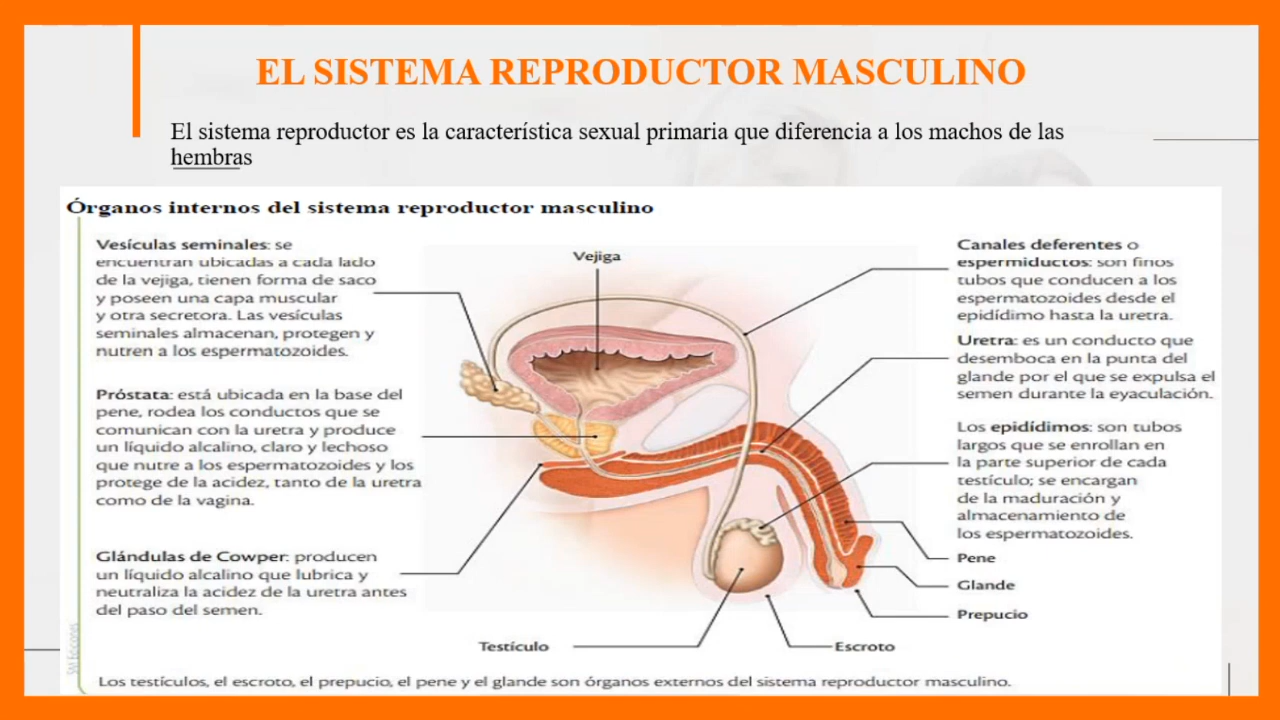 EL SISTEMA REPRODUCTOR MASCULINO
El sistema reproductor es la característica sexual primaria que diferencia a los machos de las
hembras
Órganos internos del sistema reproductor masculino
Vesículas seminales: se
encuentran ubicadas a cada lado
de la vejiga, tienen forma de saco
y poseen una capa muscular
y otra secretora. Las vesículas
seminales almacenan, protegen y
nutren a los espermatozoides.
Próstata: está ubicada en la base del
pene, rodea los conductos que se
comunican con la uretra y produce
un líquido alcalino, claro y lechoso
que nutre a los espermatozoides y los
protege de la acidez, tanto de la uretra
como de la vagina.
Glándulas de Cowper: producen
un líquido alcalino que lubrica y
neutraliza la acidez de la uretra antes
del paso del semen.
Vejiga
Canales deferentes o
espermiductos: son finos
tubos que conducen a los
espermatozoides desde el
epidídimo hasta la uretra.
Uretra: es un conducto que
desemboca en la punta del
glande por el que se expulsa el
semen durante la eyaculación.
Los epidídimos: son tubos
largos que se enrollan en
la parte superior de cada
testículo; se encargan
de la maduración y
almacenamiento de
los espermatozoides.
Pene
Glande
Prepucio
Testículo
Escroto
SM Ediciones
Los testículos, el escroto, el prepucio, el pene y el glande son órganos externos del sistema reproductor masculino.